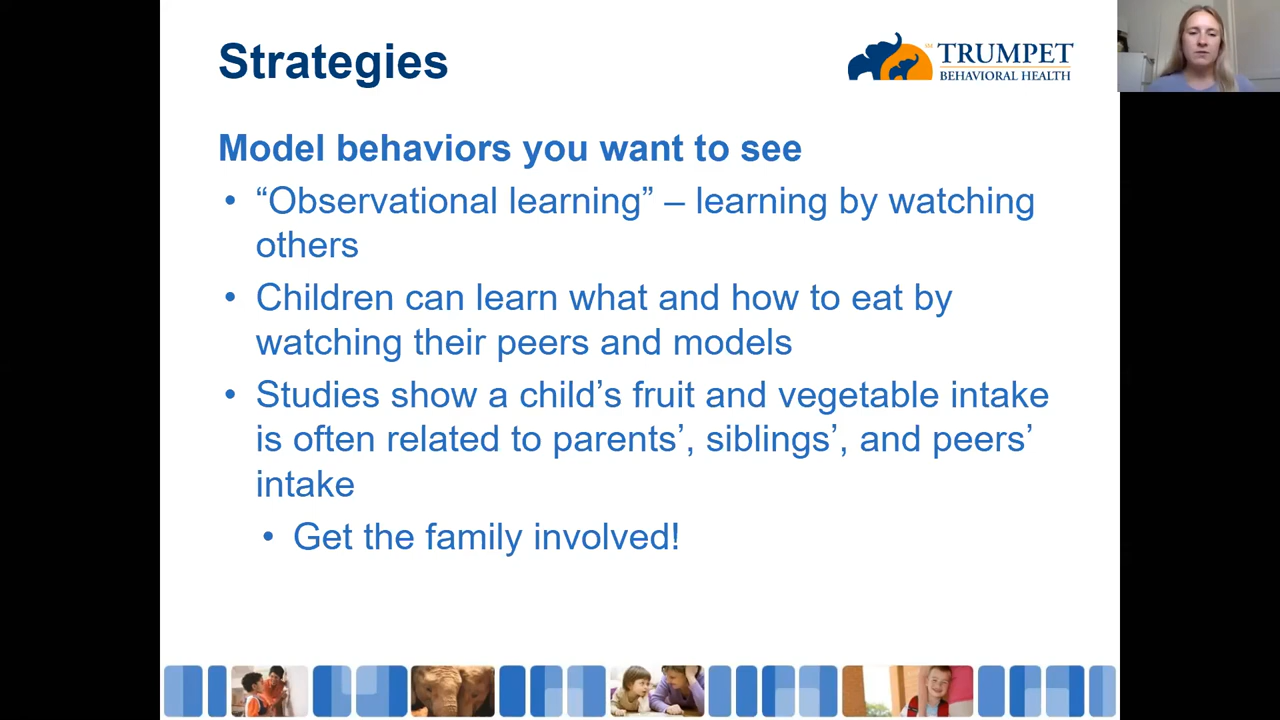 Strategies
SM TRUMPET
BEHAVIORAL HEALTH
Model behaviors you want to see
• “Observational learning” – learning by watching
others
• Children can learn what and how to eat by
watching their peers and models
• Studies show a child’s fruit and vegetable intake
is often related to parents’, siblings’, and peers’
intake
• Get the family involved!